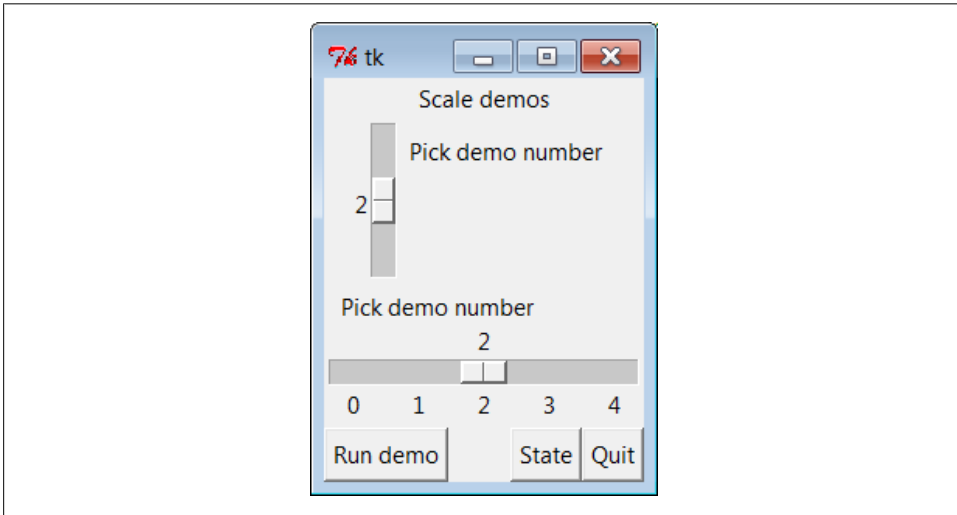 tk
Scale demos
Pick demo number
2
Pick demo number
2
0 1 2 3 4
Run demo State Quit